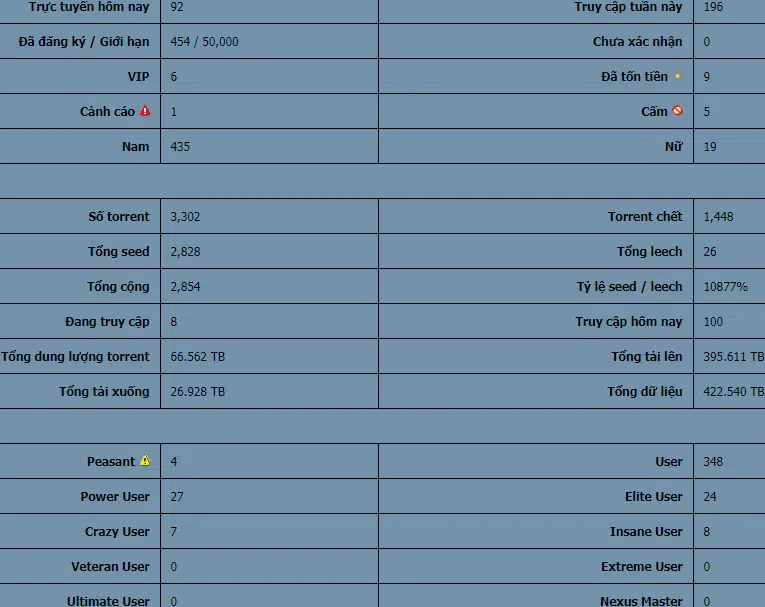 Trực tuyến hôm nay 92 Truy cập tuần này 196
Đã đăng ký / Giới hạn 454 / 50,000 Chưa xác nhận 0
VIP 6 Đã tốn tiền 9
Cảnh cáo 1 Cấm 5
Nam 435 Nữ 19
Số torrent 3,302 Torrent chết 1,448
Tổng seed 2,828 Tổng leech 26
Tổng cộng 2,854 Tỷ lệ seed / leech 10877%
Đang truy cập 8 Truy cập hôm nay 100
Tổng dung lượng torrent 66.562 TB Tổng tải lên 395.611 TB
Tổng tải xuống 26.928 TB Tổng dữ liệu 422.540 TB
Peasant 4 User 348
Power User 27 Elite User 24
Crazy User 7 Insane User 8
Veteran User 0 Extreme User 0
Ultimate User 0 Nexus Master 0